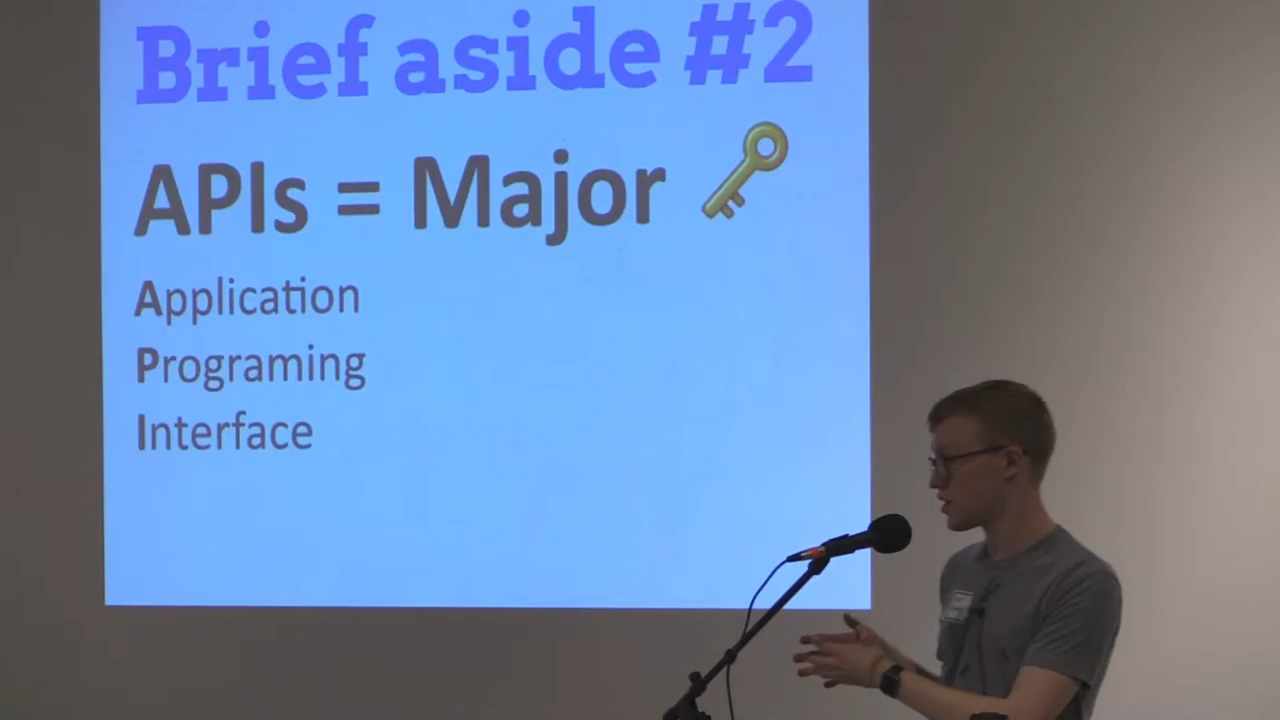 Brief aside #2
APIs = Major 🔑
Application
Programing
Interface